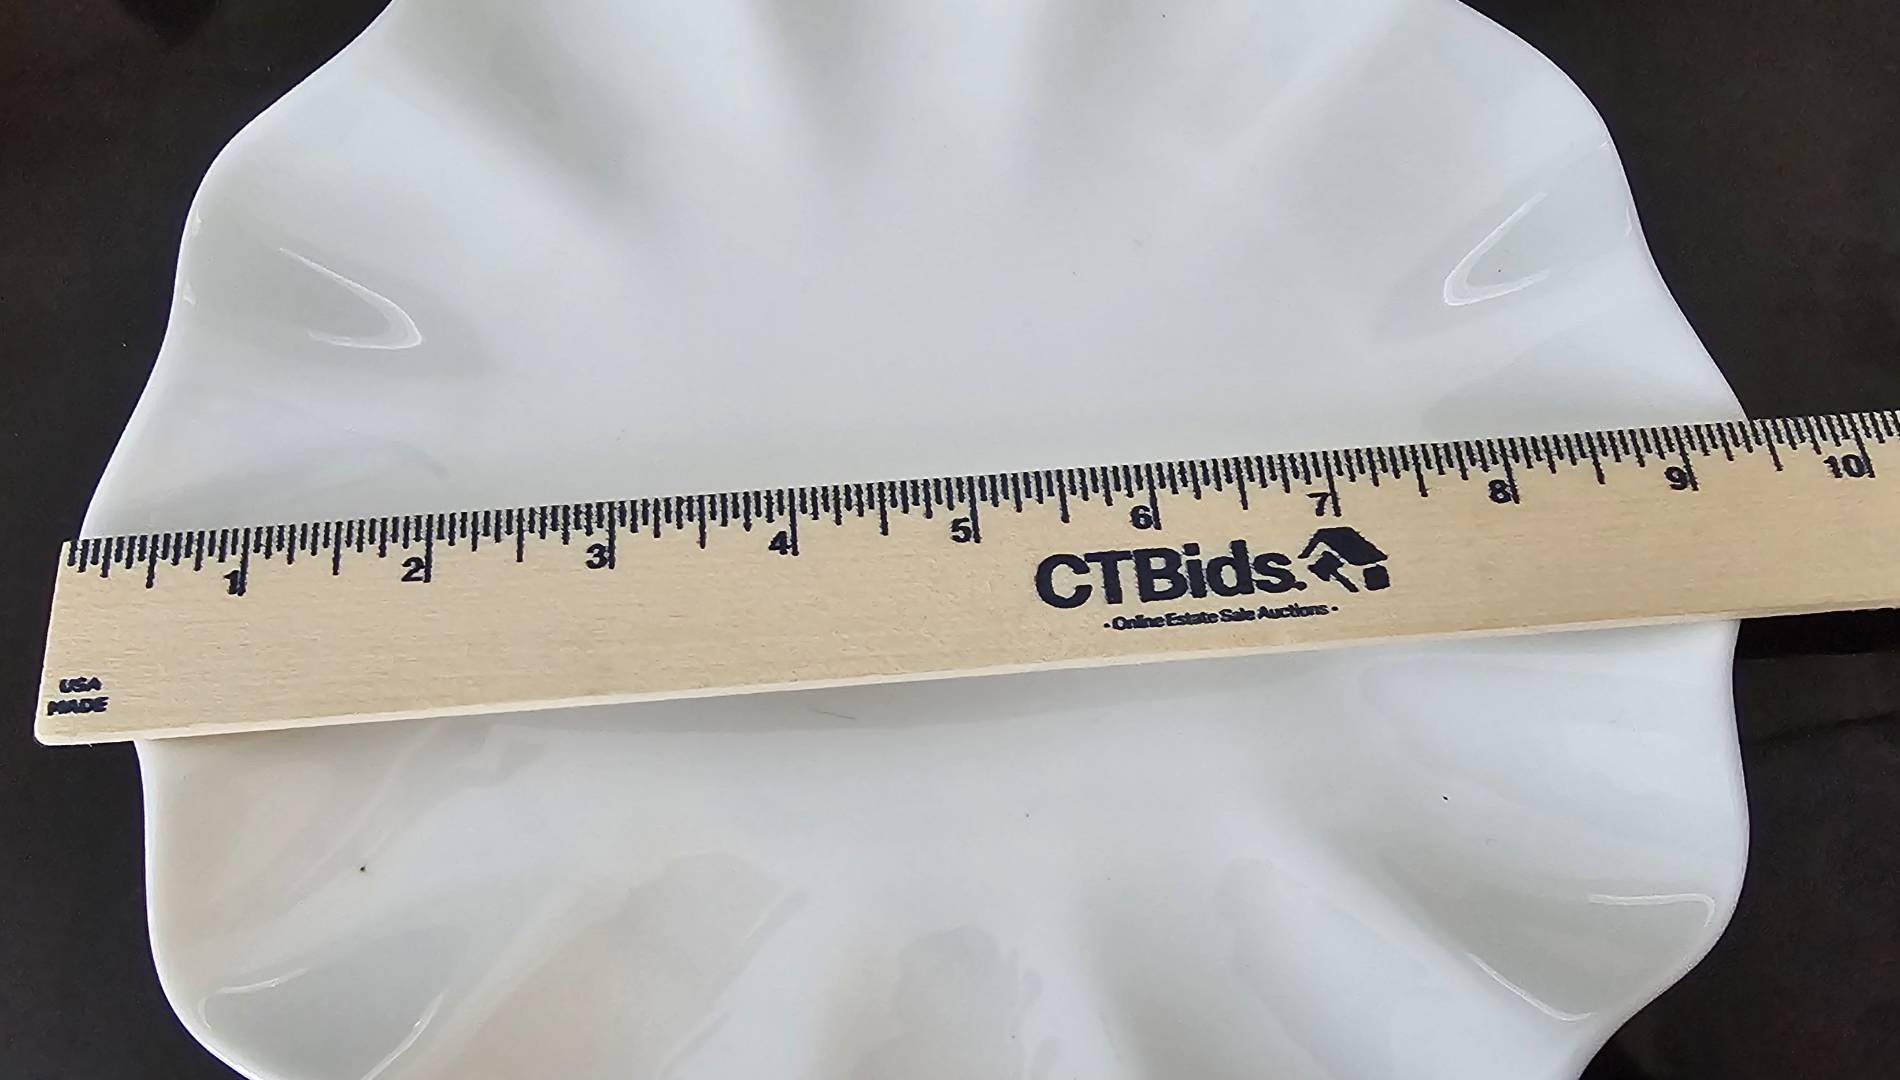 1 2 3 4 5 6 7 8 9 10
CTBids.
- Online Estate Sale Auctions -
USA
MADE